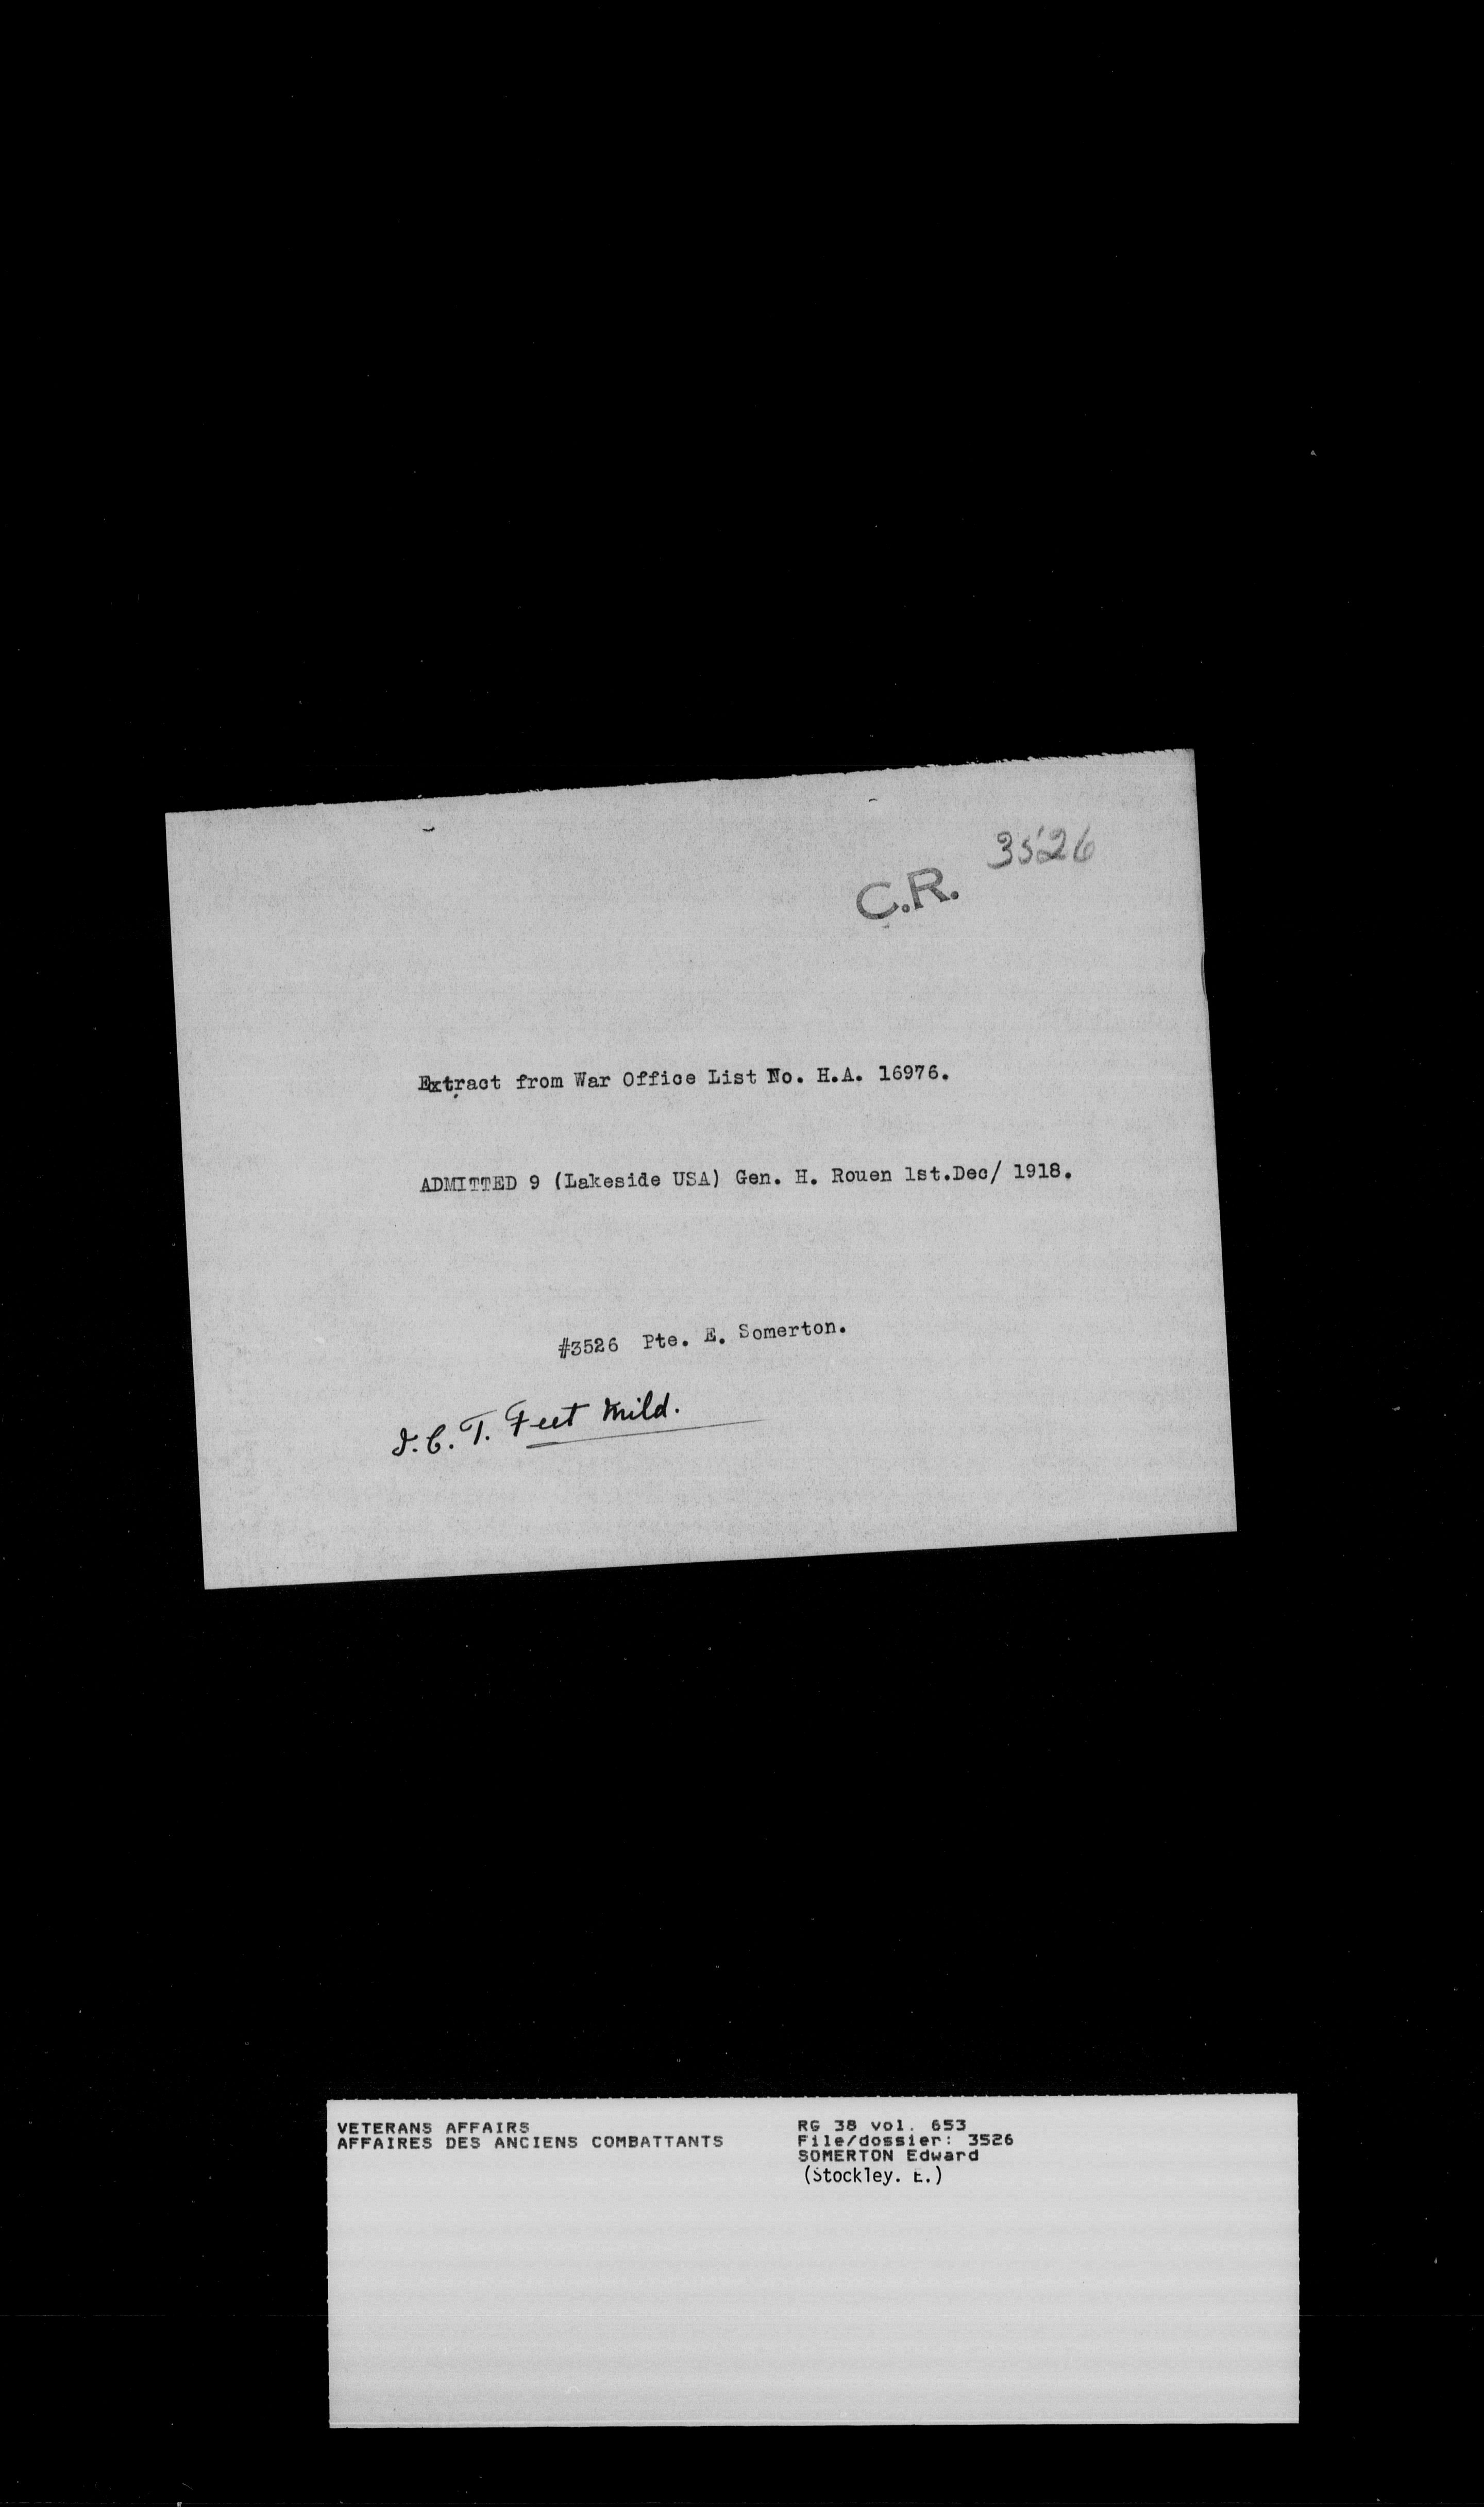 3526
C.R.
Extract from War Office List No. H.A. 16976.
ADMITTED 9 (Lakeside USA) Gen. H. Rouen 1st.Dec/ 1918.
#3526 Pte. E. Somerton.
I.C.T. Feet Mild.
VETERANS AFFAIRS
AFFAIRES DES ANCIENS COMBATTANTS
RG 38 vol. 653
File/dossier: 3526
SOMERTON Edward
(Stockley. E.)